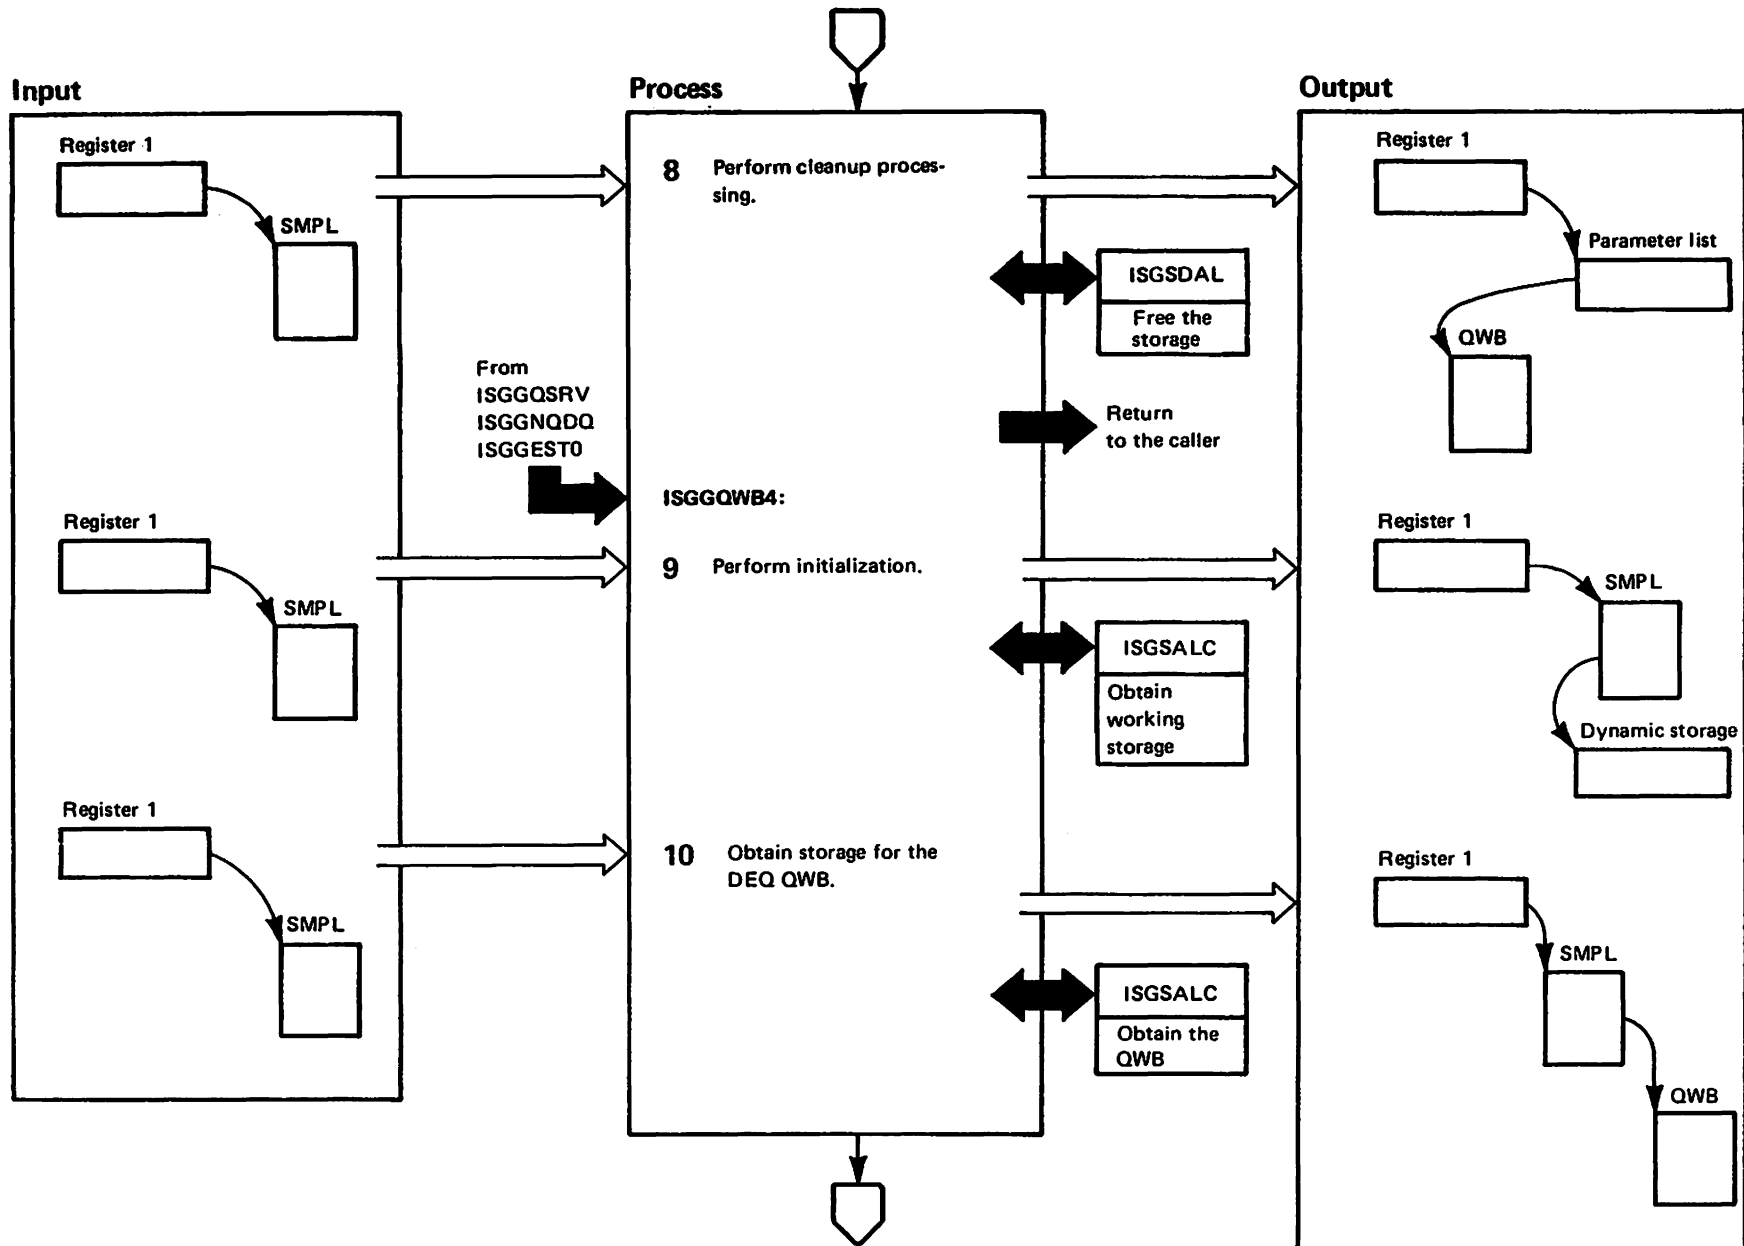 Input
Register 1
SMPL
Register 1
SMPL
Register 1
SMPL
From
ISGGQSRV
ISGGNQDQ
ISGGEST0
Process
8 Perform cleanup proces-
sing.
ISGSDAL
Free the
storage
Return
to the caller
ISGGQWB4:
9 Perform initialization.
ISGSALC
Obtain
working
storage
10 Obtain storage for the
DEQ QWB.
ISGSALC
Obtain the
QWB
Output
Register 1
Parameter list
QWB
Register 1
SMPL
Dynamic storage
Register 1
SMPL
QWB